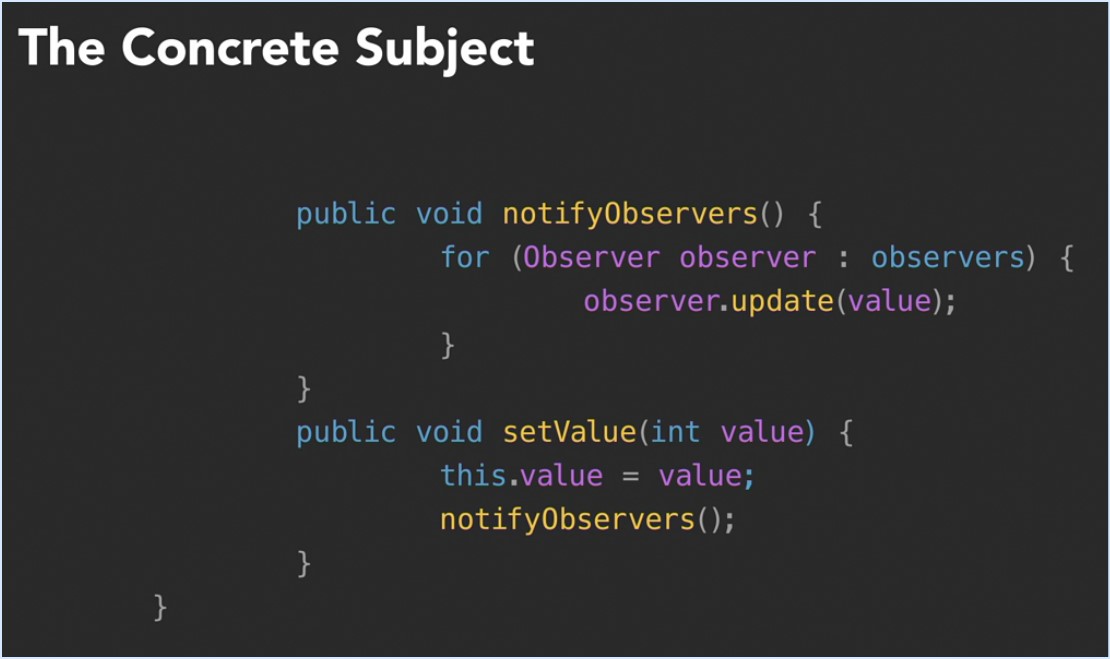 The Concrete Subject
public void notifyObservers() {
for (Observer observer : observers) {
observer.update(value);
}
}
public void setValue(int value) {
this.value = value;
notifyObservers();
}
}